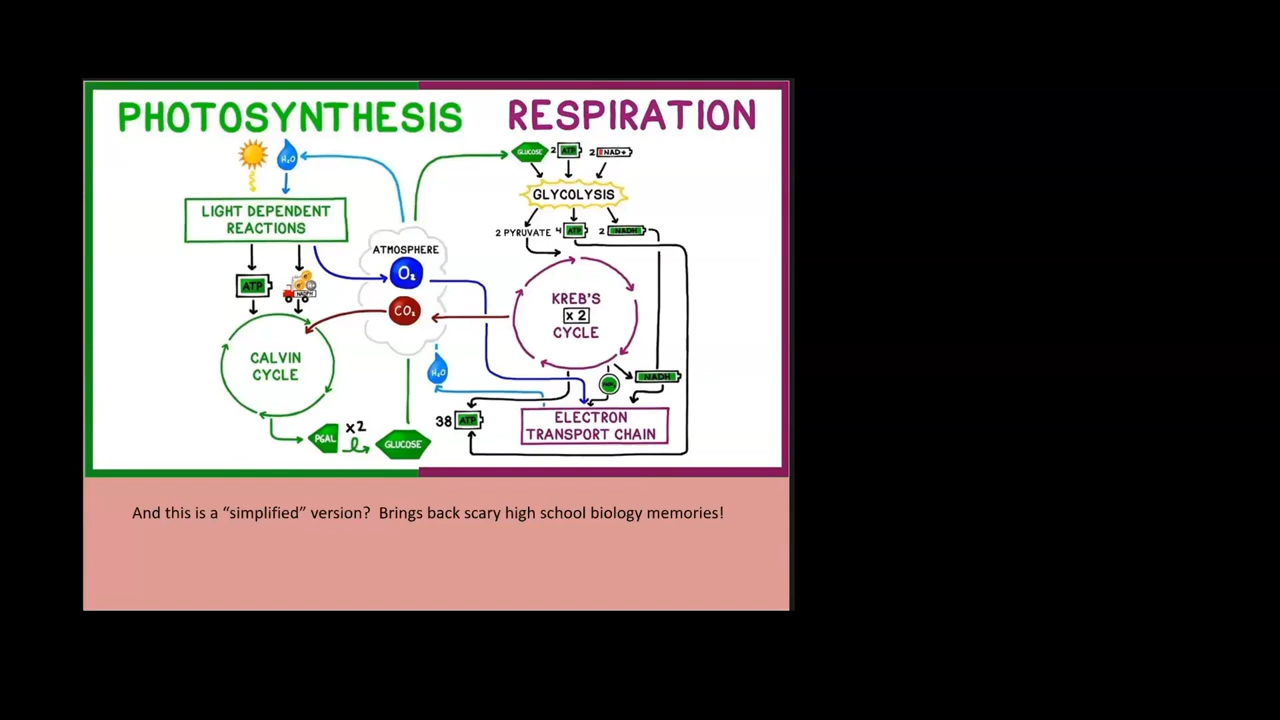 PHOTOSYNTHESIS
RESPIRATION
H₂O
LIGHT DEPENDENT
REACTIONS
ATP
NADPH
CALVIN
CYCLE
PGAL
x2
GLUCOSE
ATMOSPHERE
O₂
CO₂
H₂O
GLUCOSE
2 ATP
2 NAD+
GLYCOLYSIS
2 PYRUVATE
4 ATP
2 NADH
KREB'S
x 2
CYCLE
NADH
38 ATP
ELECTRON
TRANSPORT CHAIN
And this is a “simplified” version?  Brings back scary high school biology memories!